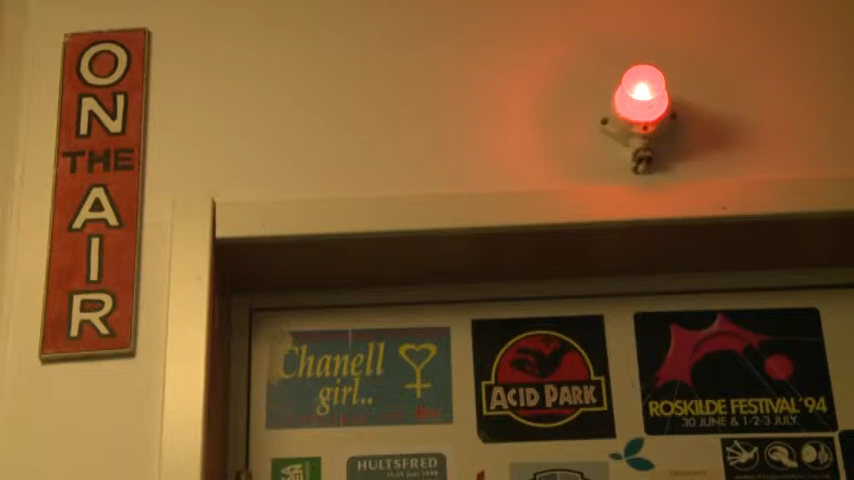 ON
THE
AIR
Chanell
girl..
ACID PARK
ROSKILDE FESTIVAL '94
30 JUNE & 1-2-3 JULY
HULTSFRED